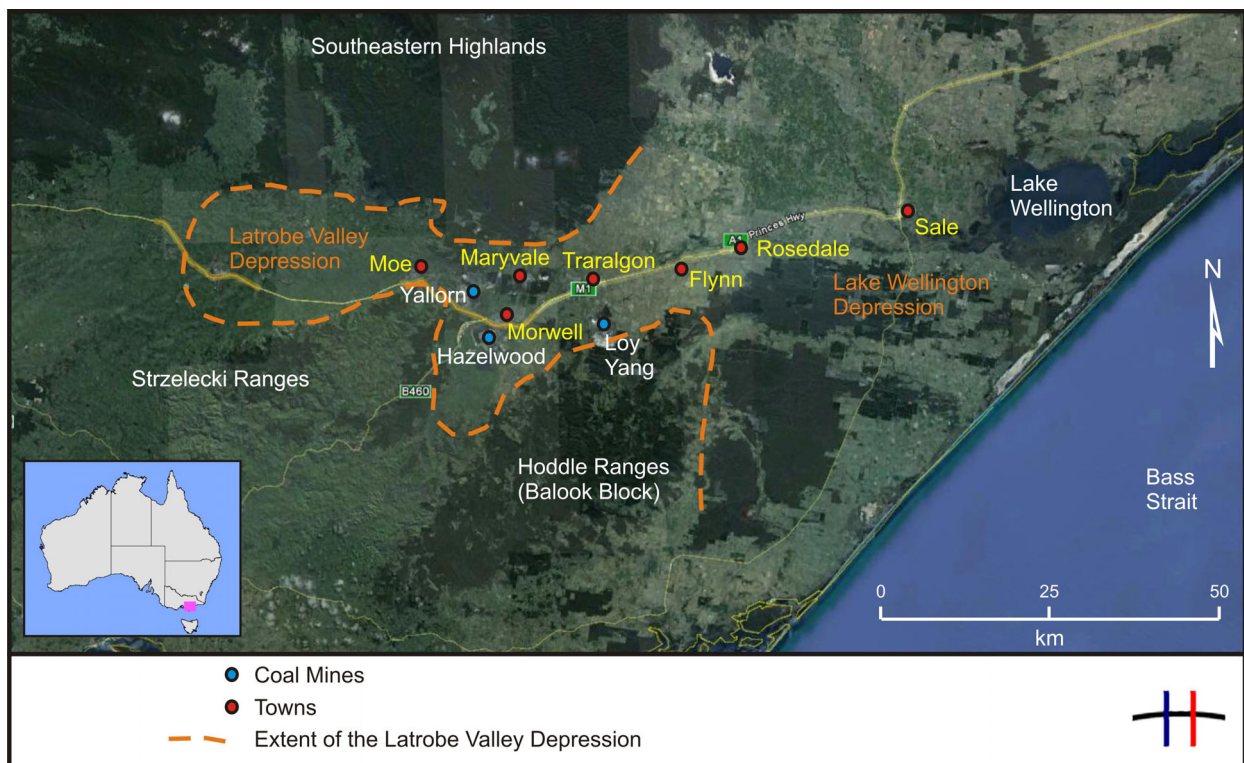 Southeastern Highlands
Lake
Wellington
Princes Hwy
Sale
Latrobe Valley
Depression
A1
Rosedale
Maryvale
Traralgon
Moe
Flynn
Lake Wellington
Depression
Yallorn
M1
N
Morwell
Loy
Yang
Hazelwood
Strzelecki Ranges
B460
Hoddle Ranges
(Balook Block)
Bass
Strait
0 25 50
km
Coal Mines
Towns
Extent of the Latrobe Valley Depression